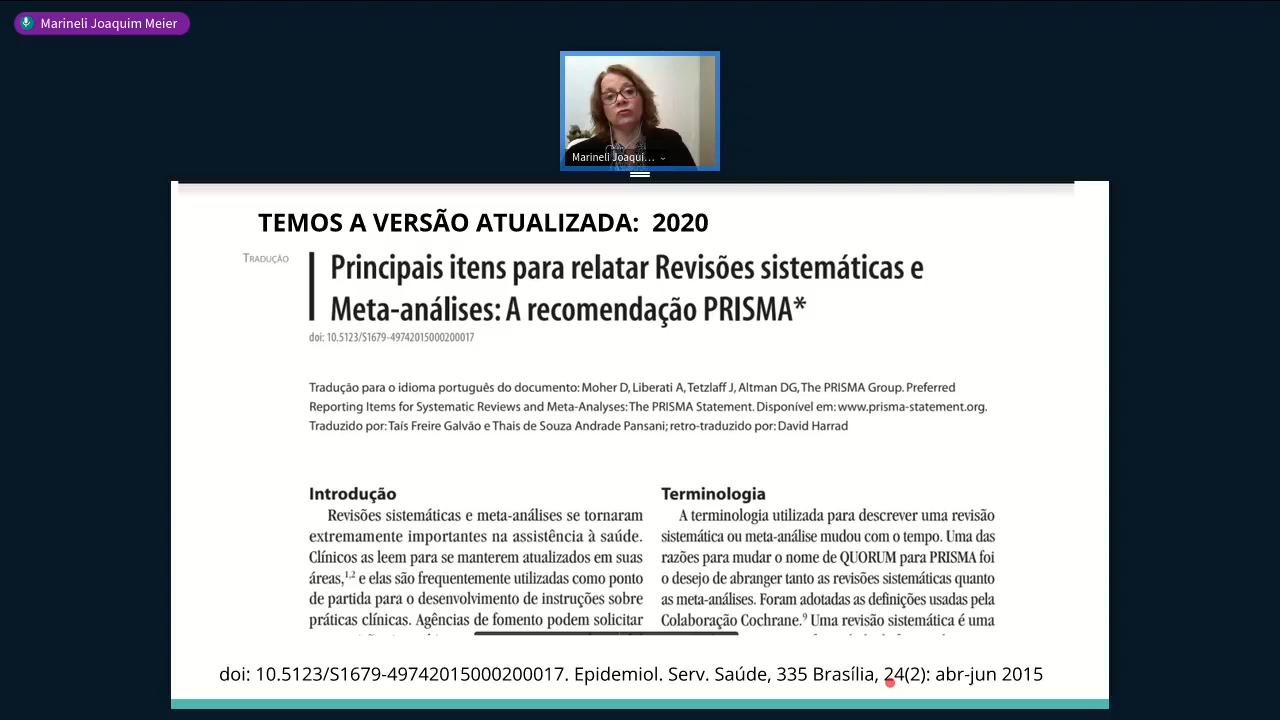 Marineli Joaquim Meier
Marineli Joaqui...
TEMOS A VERSÃO ATUALIZADA: 2020
TRADUÇÃO
Principais itens para relatar Revisões sistemáticas e
Meta-análises: A recomendação PRISMA*
doi: 10.5123/S1679-49742015000200017
Tradução para o idioma português do documento: Moher D, Liberati A, Tetzlaff J, Altman DG, The PRISMA Group. Preferred
Reporting Items for Systematic Reviews and Meta-Analyses: The PRISMA Statement. Disponível em: www.prisma-statement.org.
Traduzido por: Taís Freire Galvão e Thais de Souza Andrade Pansani; retro-traduzido por: David Harrad
Introdução
Revisões sistemáticas e meta-análises se tornaram
extremamente importantes na assistência à saúde.
Clínicos as leem para se manterem atualizados em suas
áreas,1,2 e elas são frequentemente utilizadas como ponto
de partida para o desenvolvimento de instruções sobre
práticas clínicas. Agências de fomento podem solicitar
Terminologia
A terminologia utilizada para descrever uma revisão
sistemática ou meta-análise mudou com o tempo. Uma das
razões para mudar o nome de QUORUM para PRISMA foi
o desejo de abranger tanto as revisões sistemáticas quanto
as meta-análises. Foram adotadas as definições usadas pela
Colaboração Cochrane.9 Uma revisão sistemática é uma
doi: 10.5123/S1679-49742015000200017. Epidemiol. Serv. Saúde, 335 Brasília, 24(2): abr-jun 2015